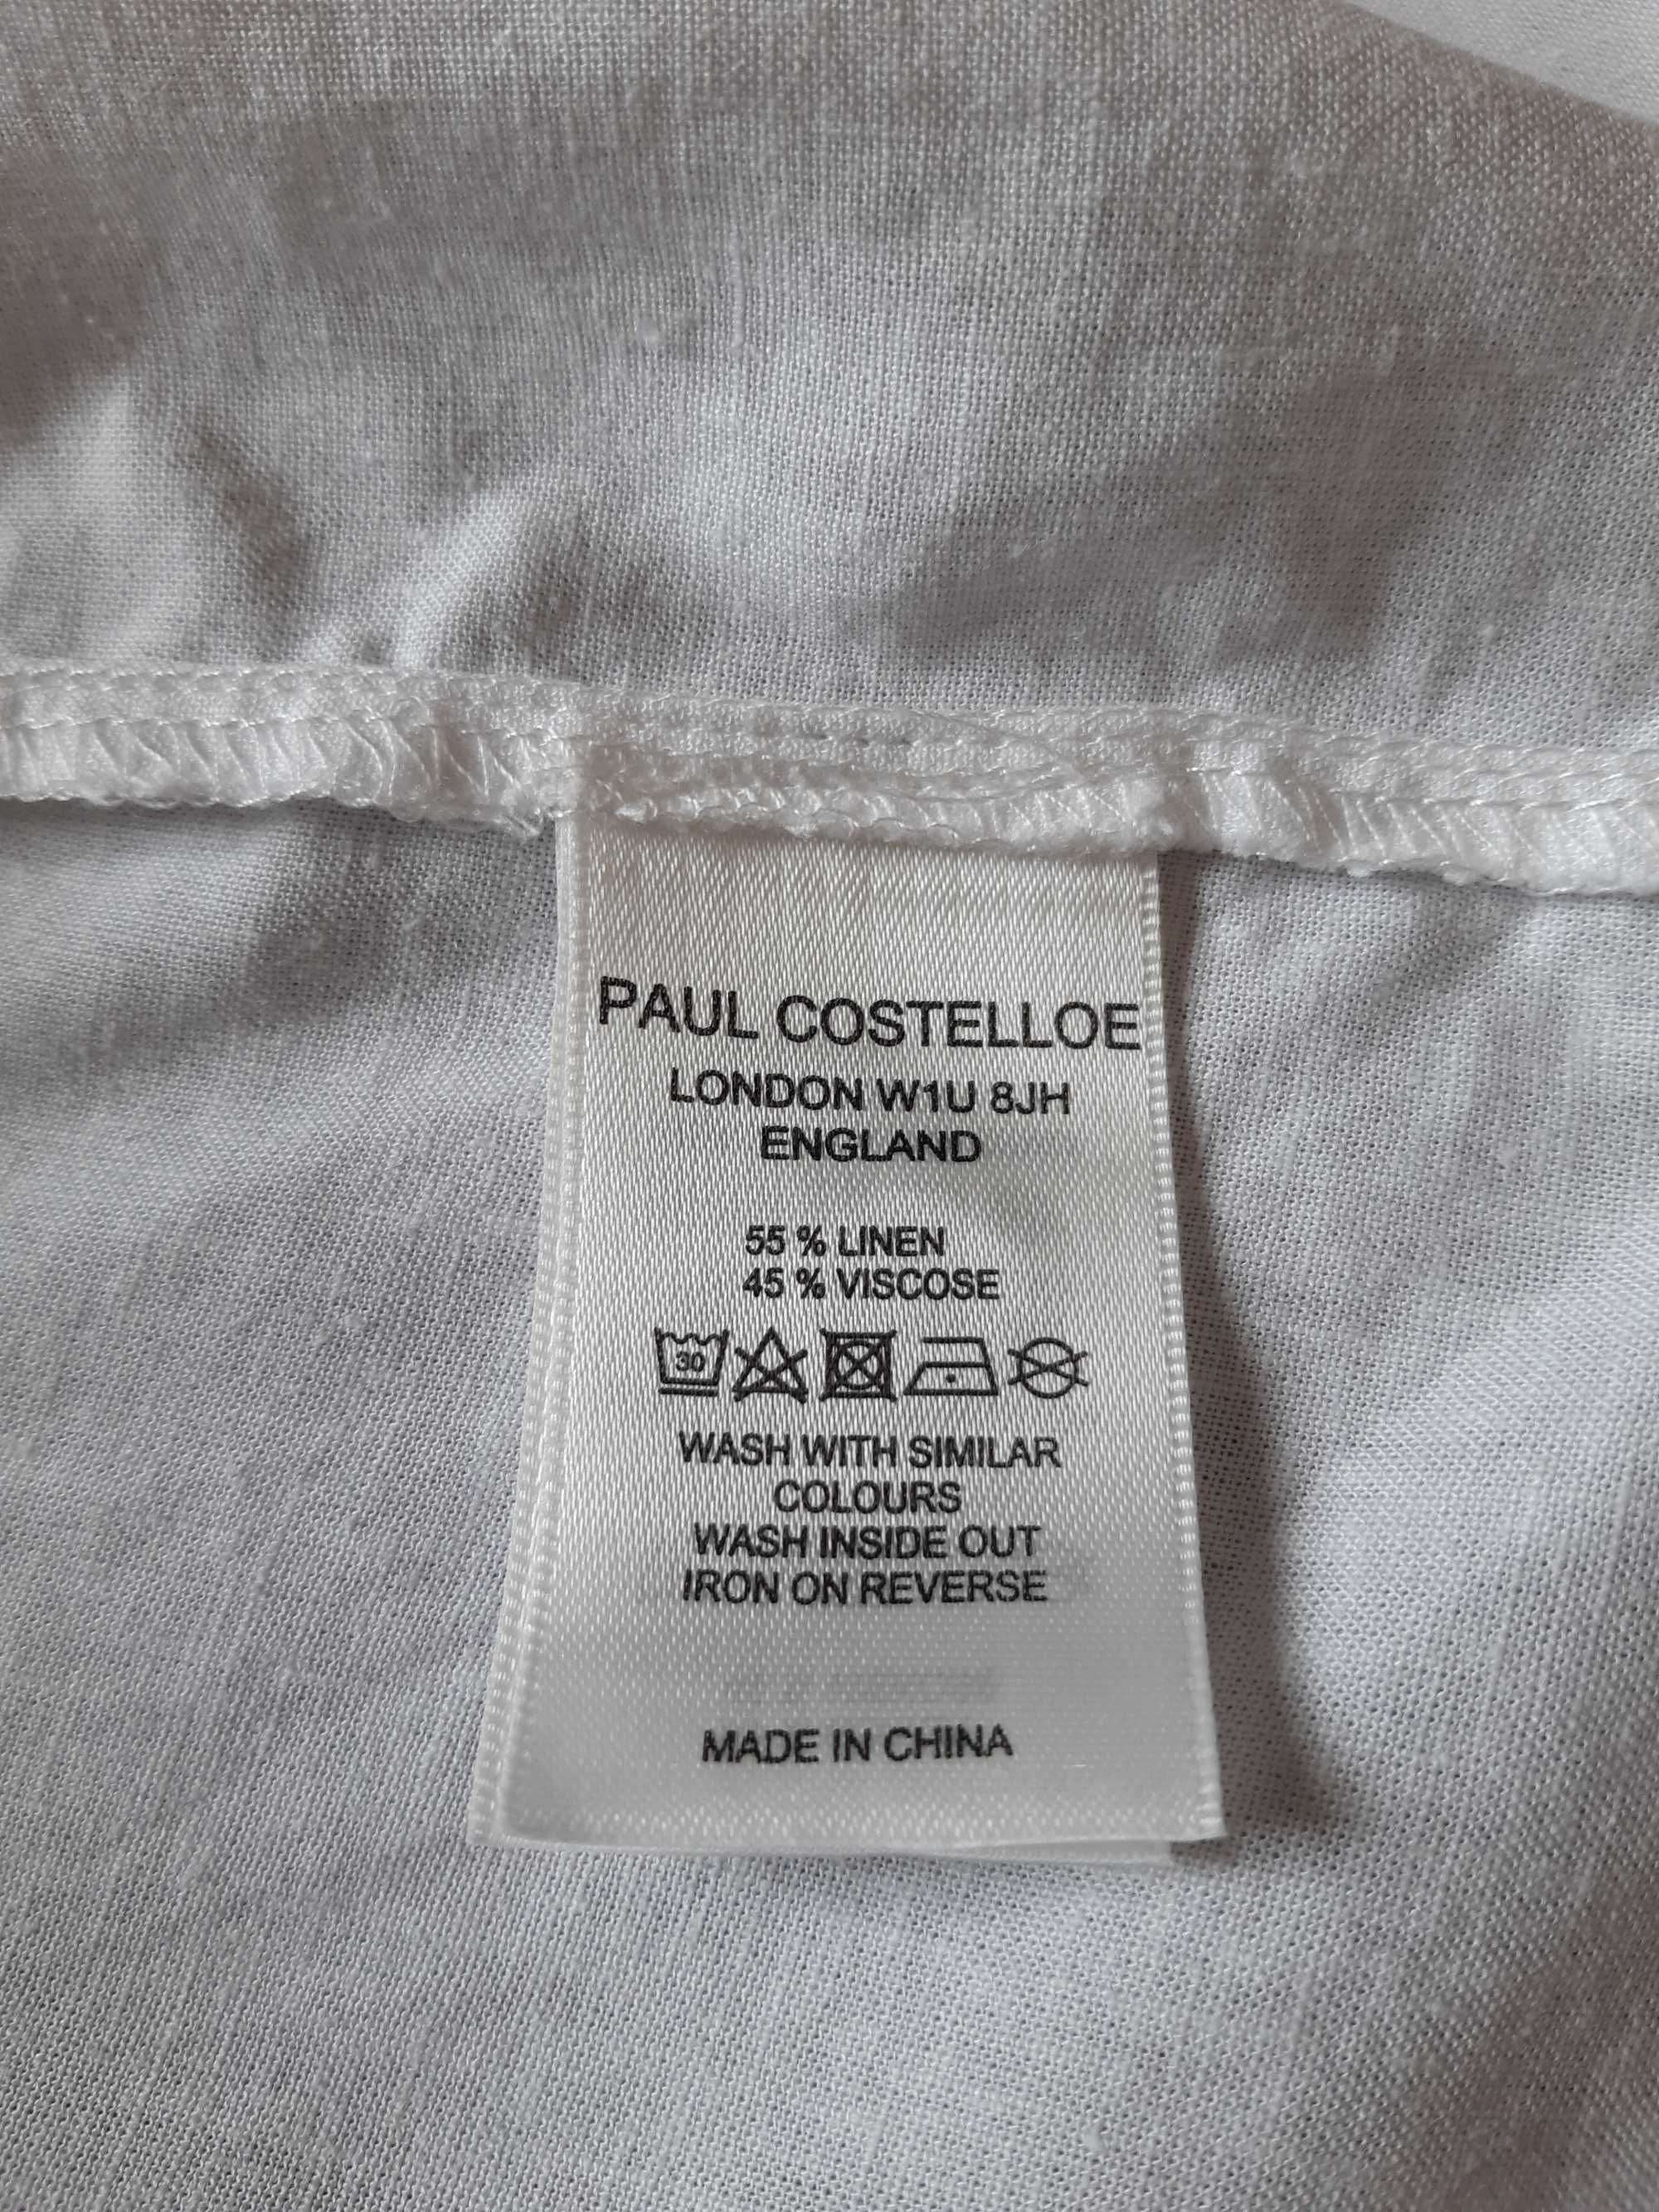 PAUL COSTELLOE
LONDON W1U 8JH
ENGLAND
55 % LINEN
45 % VISCOSE
30
WASH WITH SIMILAR
COLOURS
WASH INSIDE OUT
IRON ON REVERSE
MADE IN CHINA